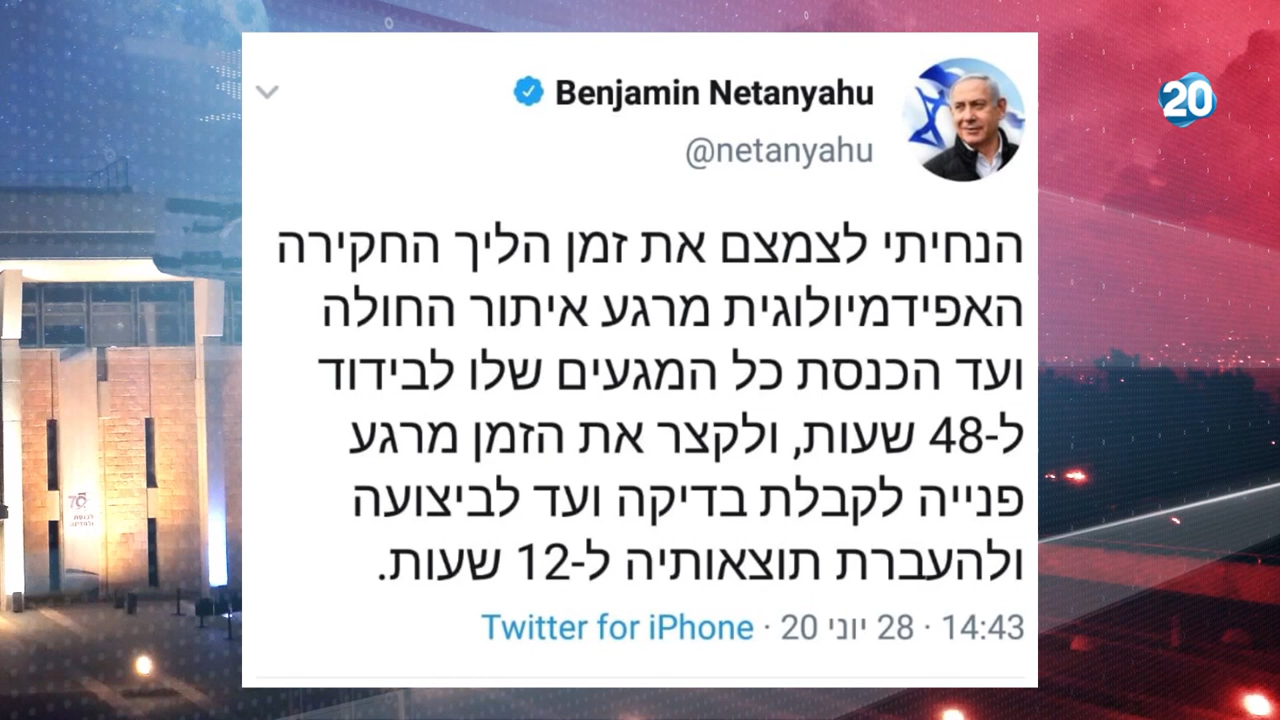 Benjamin Netanyahu
@netanyahu
20
הנחיתי לצמצם את זמן הליך החקירה
האפידמיולוגית מרגע איתור החולה
ועד הכנסת כל המגעים שלו לבידוד
ל-48 שעות, ולקצר את הזמן מרגע
פנייה לקבלת בדיקה ועד לביצועה
ולהעברת תוצאותיה ל-12 שעות.
14:43 · 28 יוני 20 · Twitter for iPhone
70